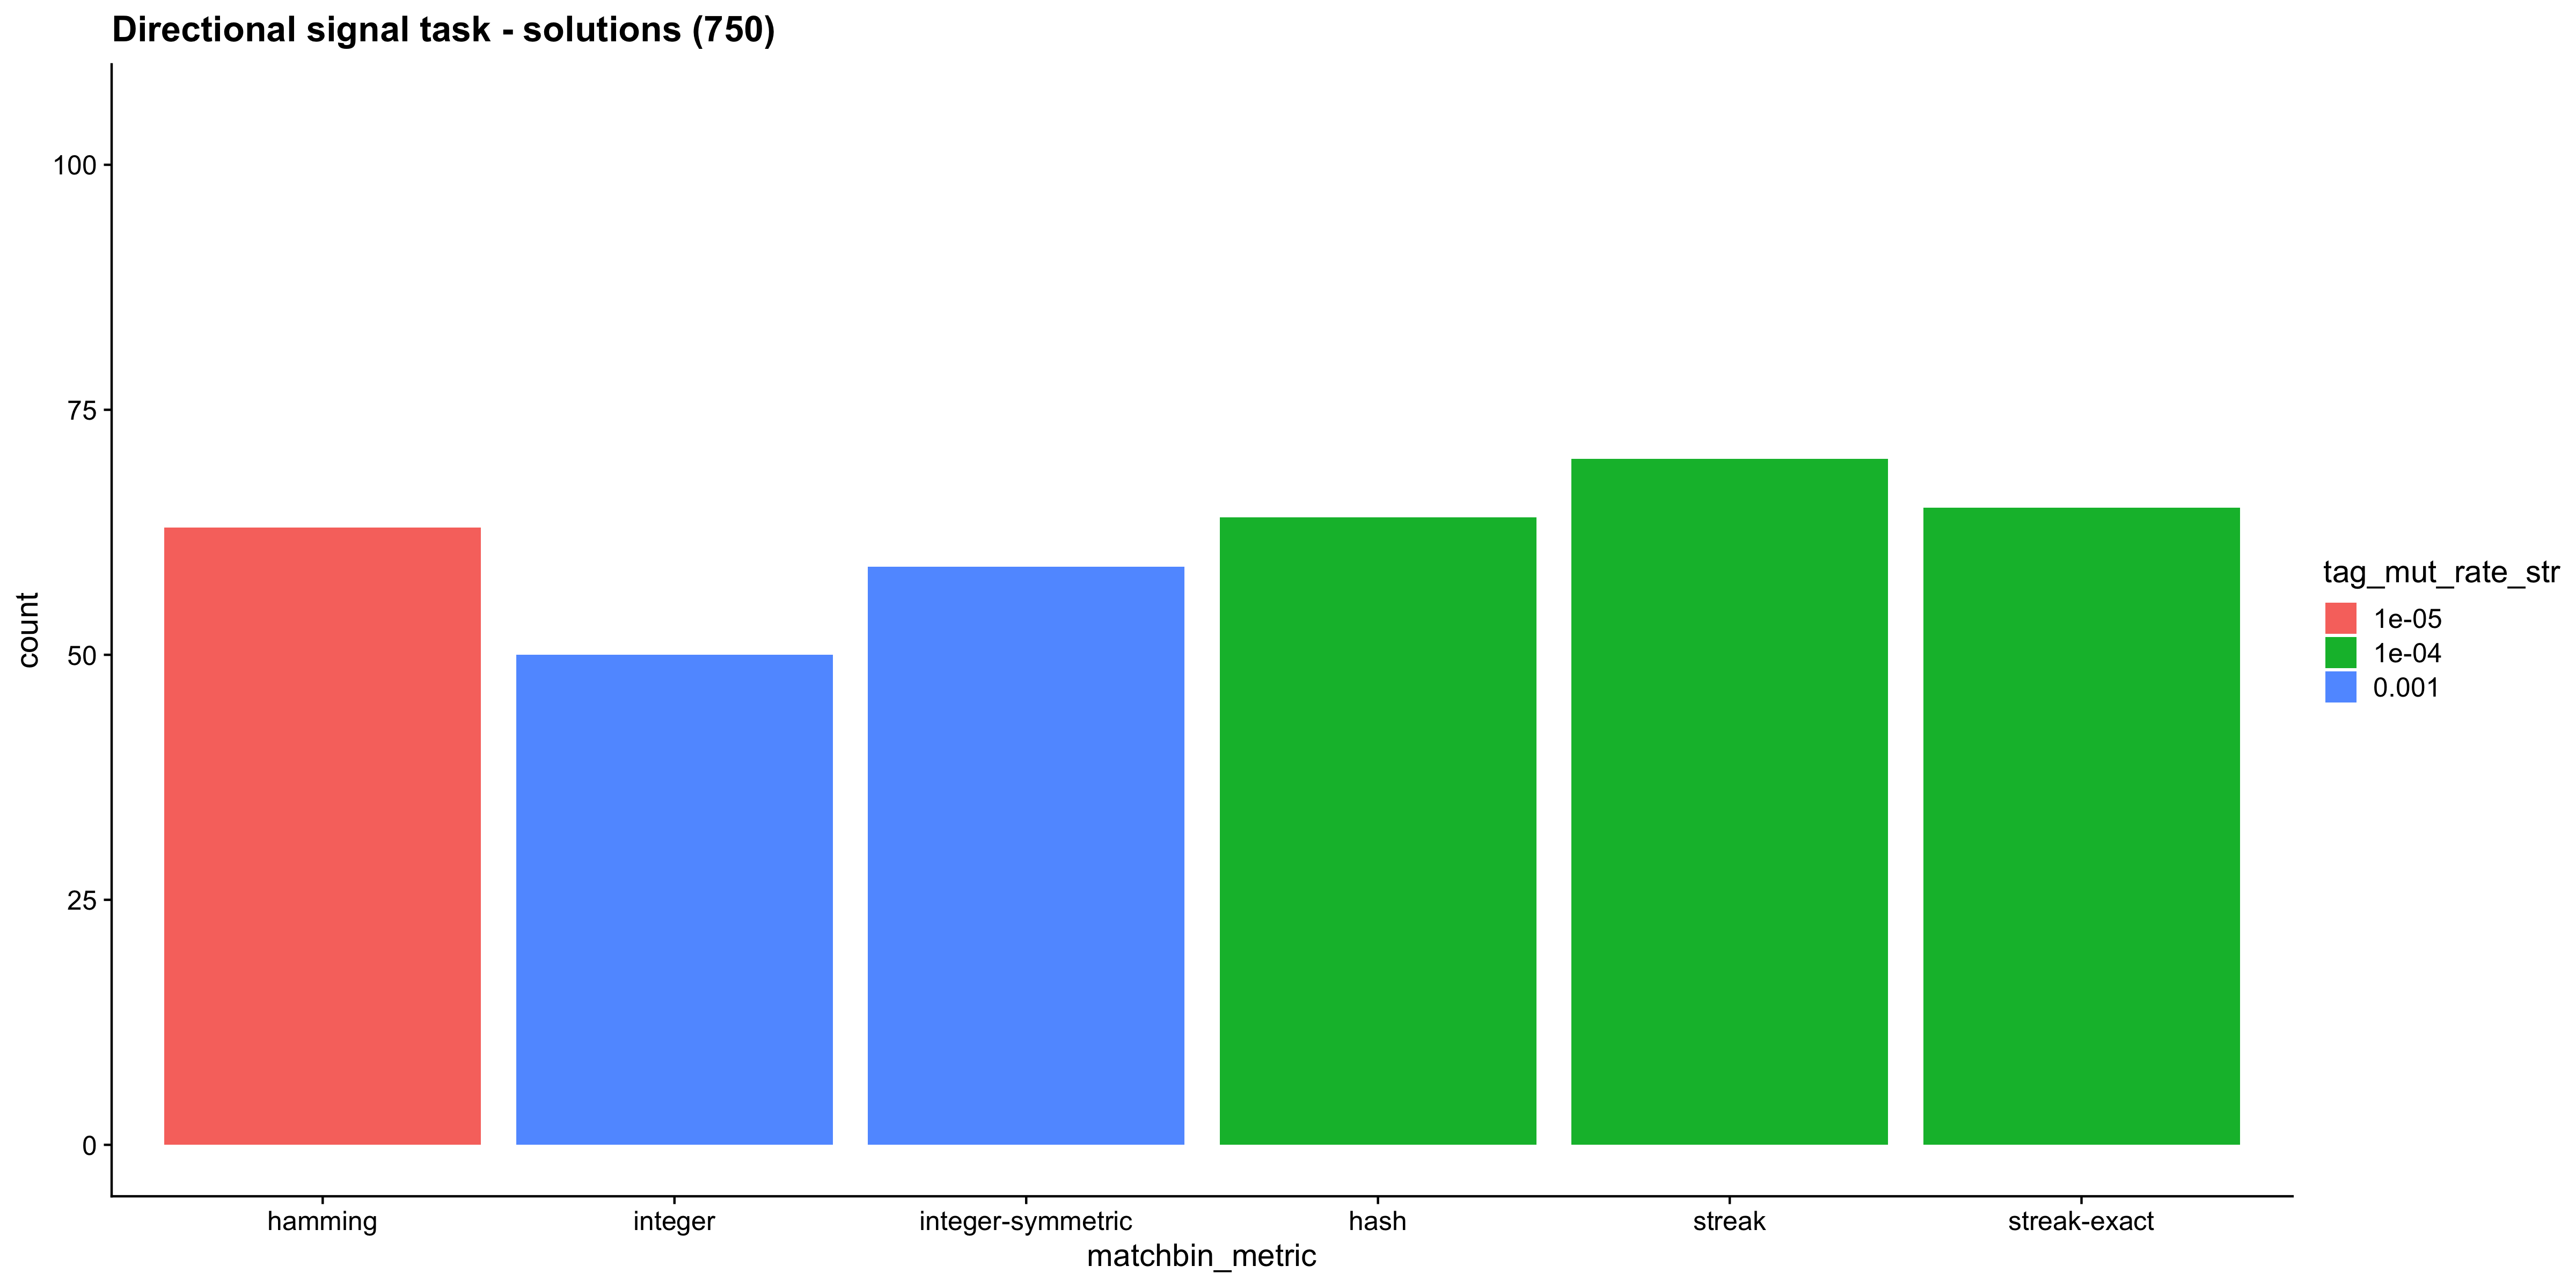 Directional signal task - solutions (750)
count
100
75
50
25
0
hamming
integer
integer-symmetric
hash
streak
streak-exact
matchbin_metric
tag_mut_rate_str
1e-05
1e-04
0.001